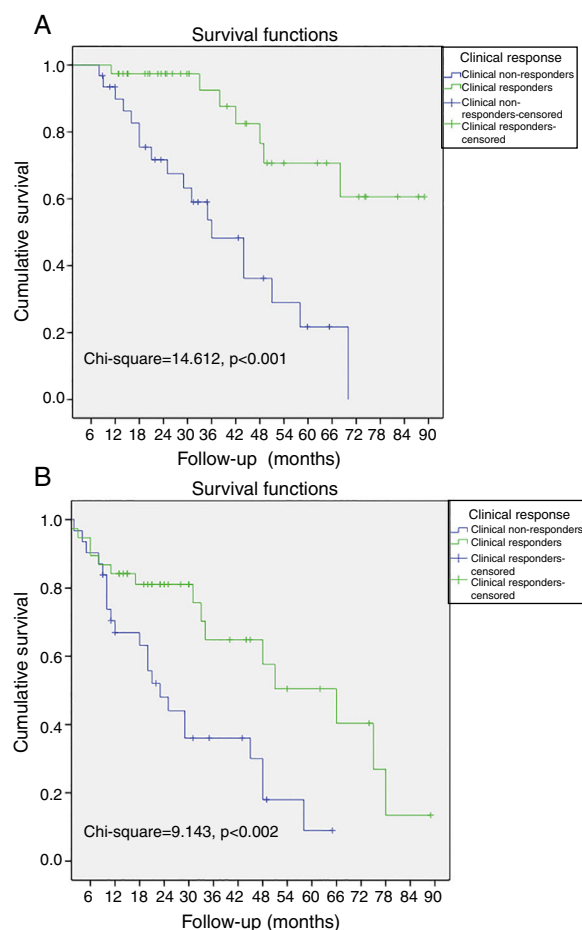 A
Survival functions
Clinical response
Clinical non-responders
Clinical responders
Clinical non-
responders-censored
Clinical responders-
censored
Cumulative survival
1.0
0.8
0.6
0.4
0.2
0.0
Chi-square=14.612, p<0.001
6 12 18 24 30 36 42 48 54 60 66 72 78 84 90
Follow-up (months)
B
Survival functions
Clinical response
Clinical non-responders
Clinical responders
Clinical responders-
censored
Clinical responders-
censored
Cumulative survival
1.0
0.8
0.6
0.4
0.2
0.0
Chi-square=9.143, p<0.002
6 12 18 24 30 36 42 48 54 60 66 72 78 84 90
Follow-up (months)